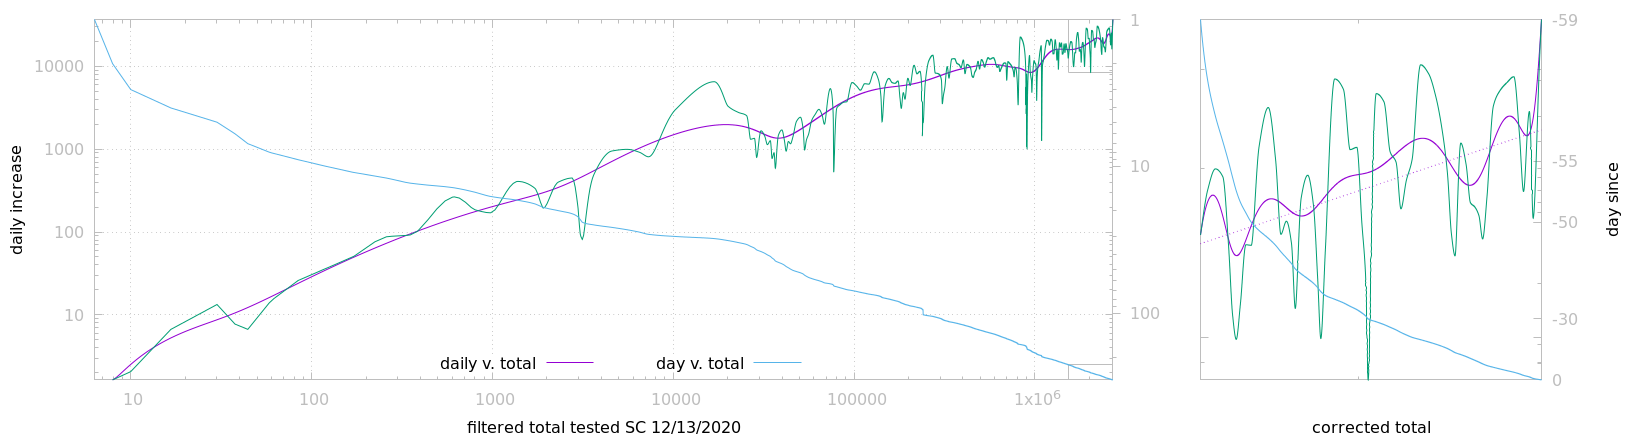 daily increase
10000
1000
100
10
10
100
1000
10000
100000
1x10^6
filtered total tested SC 12/13/2020
daily v. total
day v. total
1
10
100
-59
-55
-50
-30
0
day since
corrected total